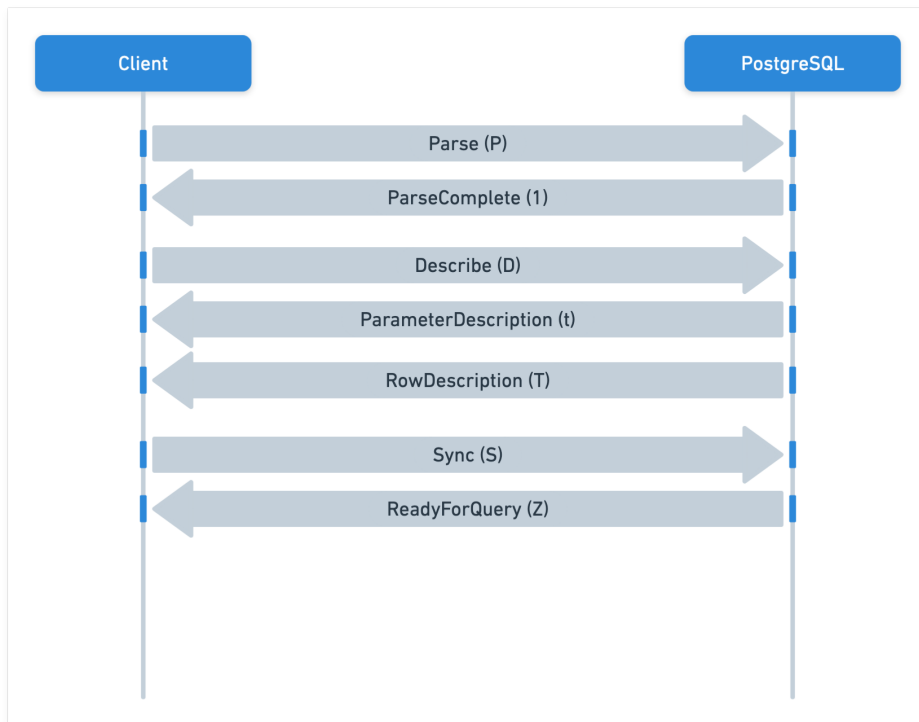 Client
PostgreSQL
Parse (P)
ParseComplete (1)
Describe (D)
ParameterDescription (t)
RowDescription (T)
Sync (S)
ReadyForQuery (Z)